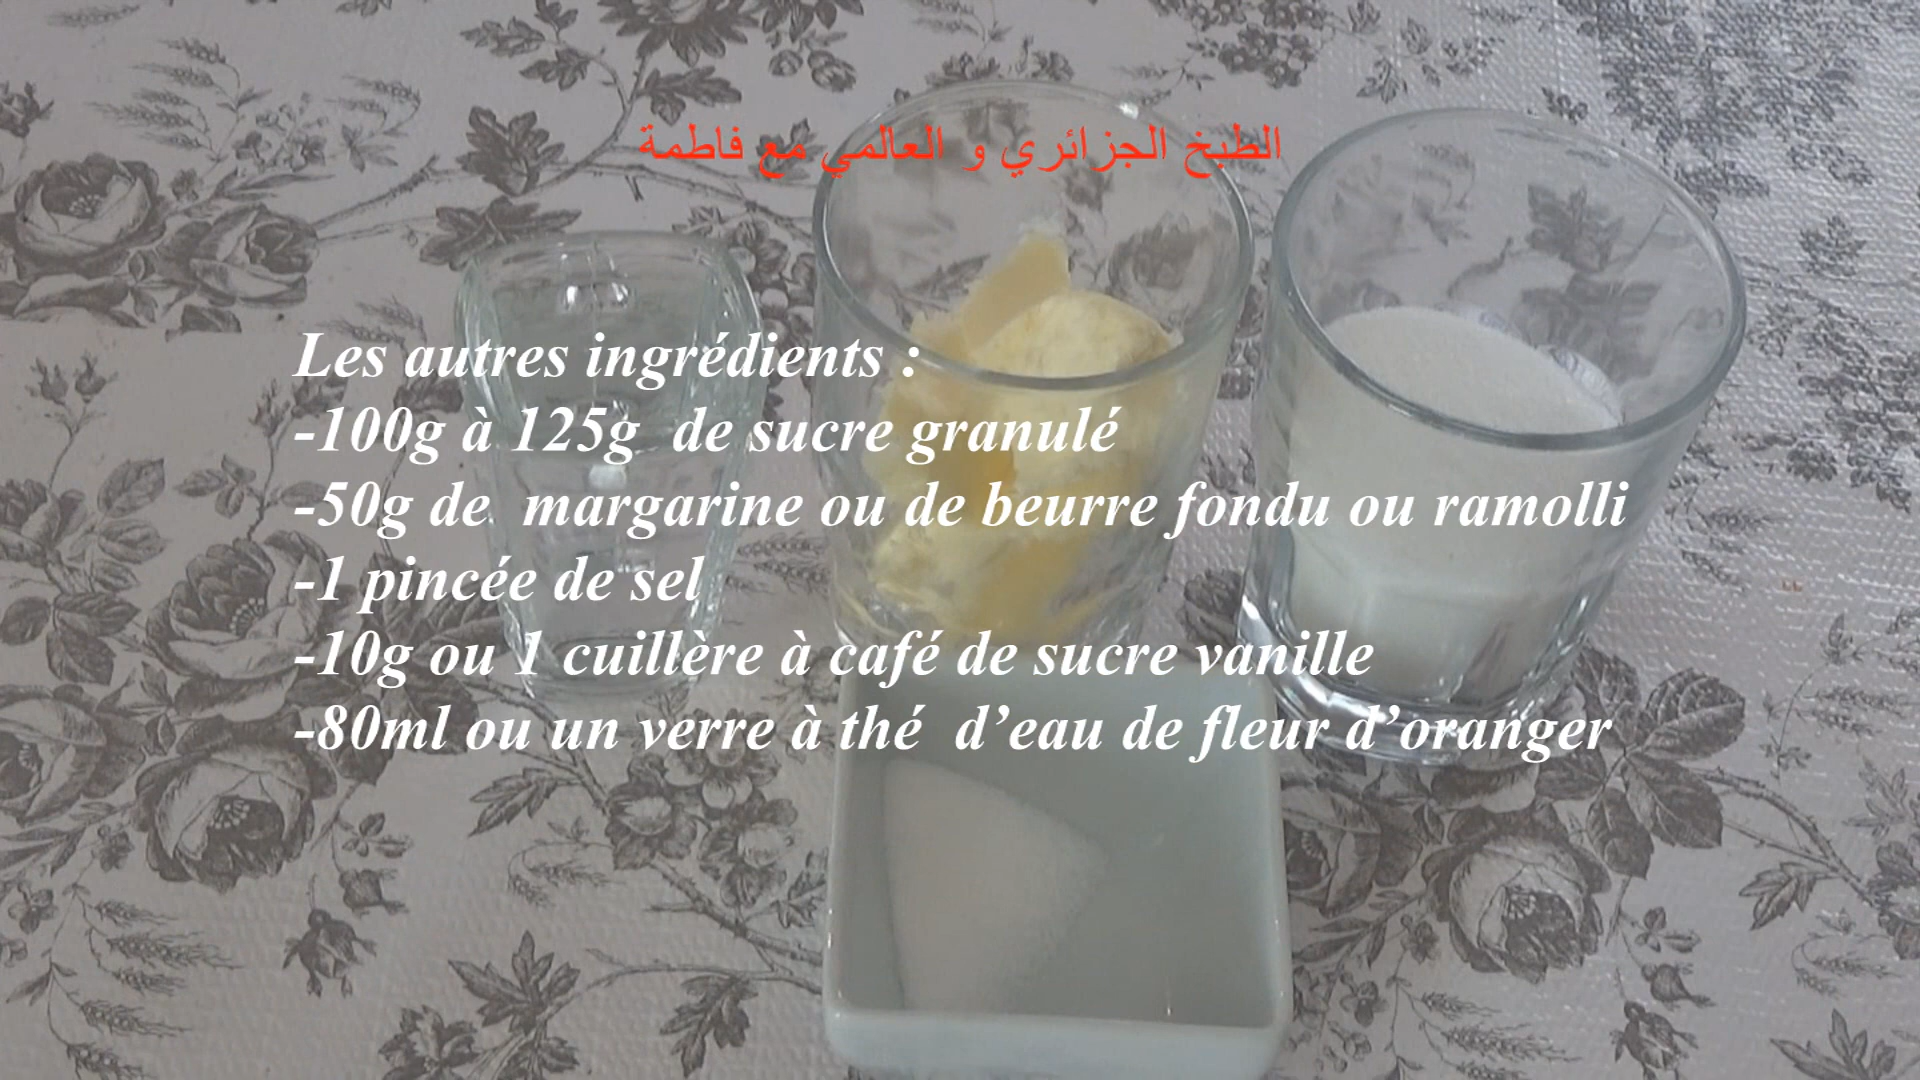 الطبخ الجزائري و العالمي مع فاطمة
Les autres ingrédients :
-100g à 125g  de sucre granulé
-50g de  margarine ou de beurre fondu ou ramolli
-1 pincée de sel
-10g ou 1 cuillère à café de sucre vanille
-80ml ou un verre à thé  d’eau de fleur d’oranger